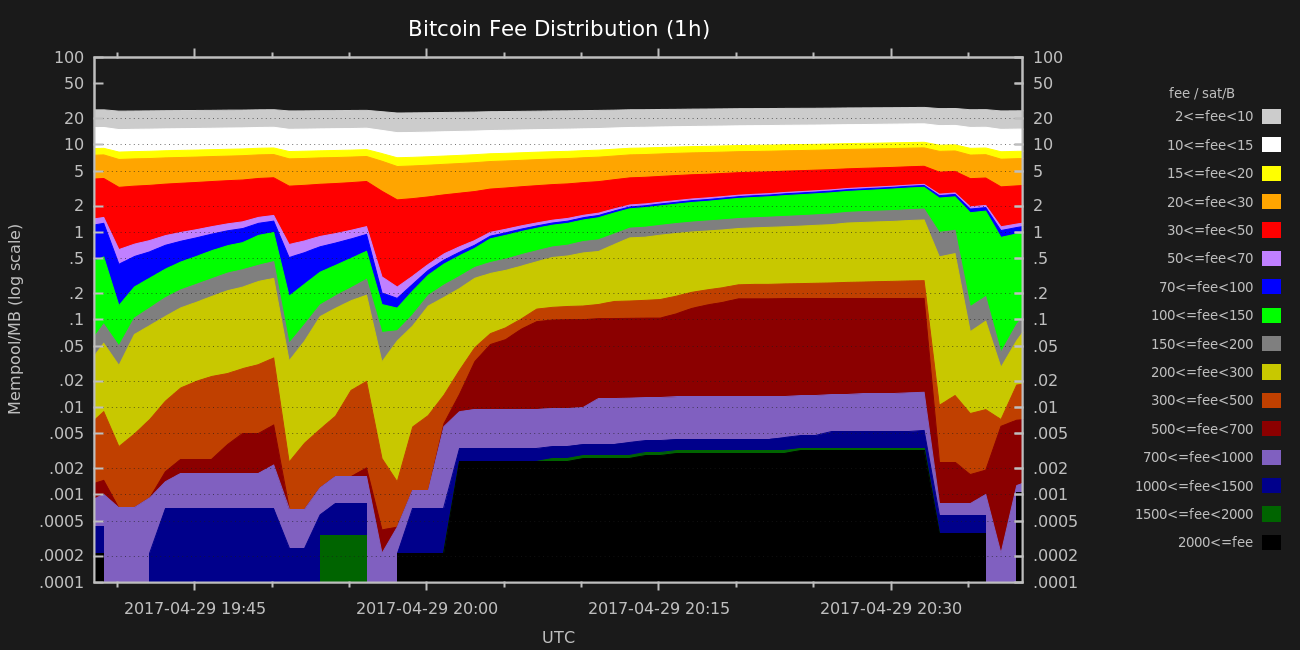 Bitcoin Fee Distribution (1h)
100 100
50 50
20 20
10 10
5 5
2 2
1 1
.5 .5
.2 .2
.1 .1
.05 .05
.02 .02
.01 .01
.005 .005
.002 .002
.001 .001
.0005 .0005
.0002 .0002
.0001 .0001
Mempool/MB (log scale)
2017-04-29 19:45 2017-04-29 20:00 2017-04-29 20:15 2017-04-29 20:30
UTC
fee / sat/B
2<=fee<10
10<=fee<15
15<=fee<20
20<=fee<30
30<=fee<50
50<=fee<70
70<=fee<100
100<=fee<150
150<=fee<200
200<=fee<300
300<=fee<500
500<=fee<700
700<=fee<1000
1000<=fee<1500
1500<=fee<2000
2000<=fee